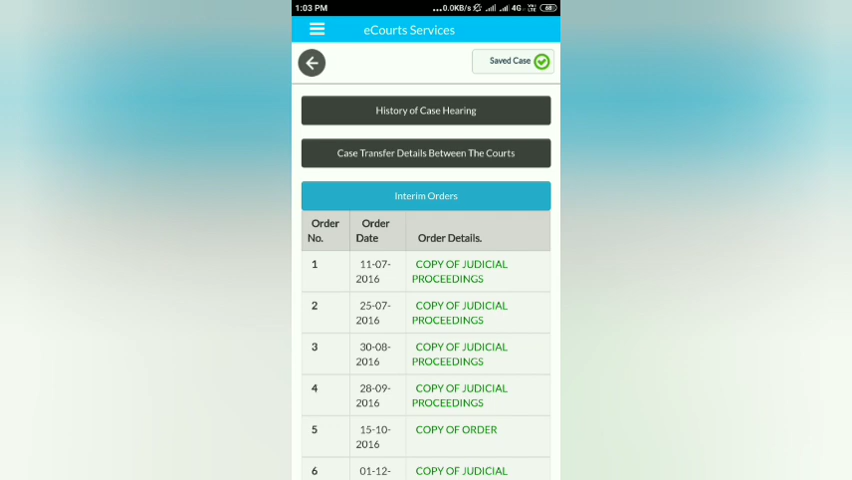 1:03 PM ...0.0KB/s 4G 68
eCourts Services
Saved Case
History of Case Hearing
Case Transfer Details Between The Courts
Interim Orders
Order Order
No. Date Order Details.
1 11-07- COPY OF JUDICIAL
2016 PROCEEDINGS
2 25-07- COPY OF JUDICIAL
2016 PROCEEDINGS
3 30-08- COPY OF JUDICIAL
2016 PROCEEDINGS
4 28-09- COPY OF JUDICIAL
2016 PROCEEDINGS
5 15-10- COPY OF ORDER
2016
6 01-12- COPY OF JUDICIAL